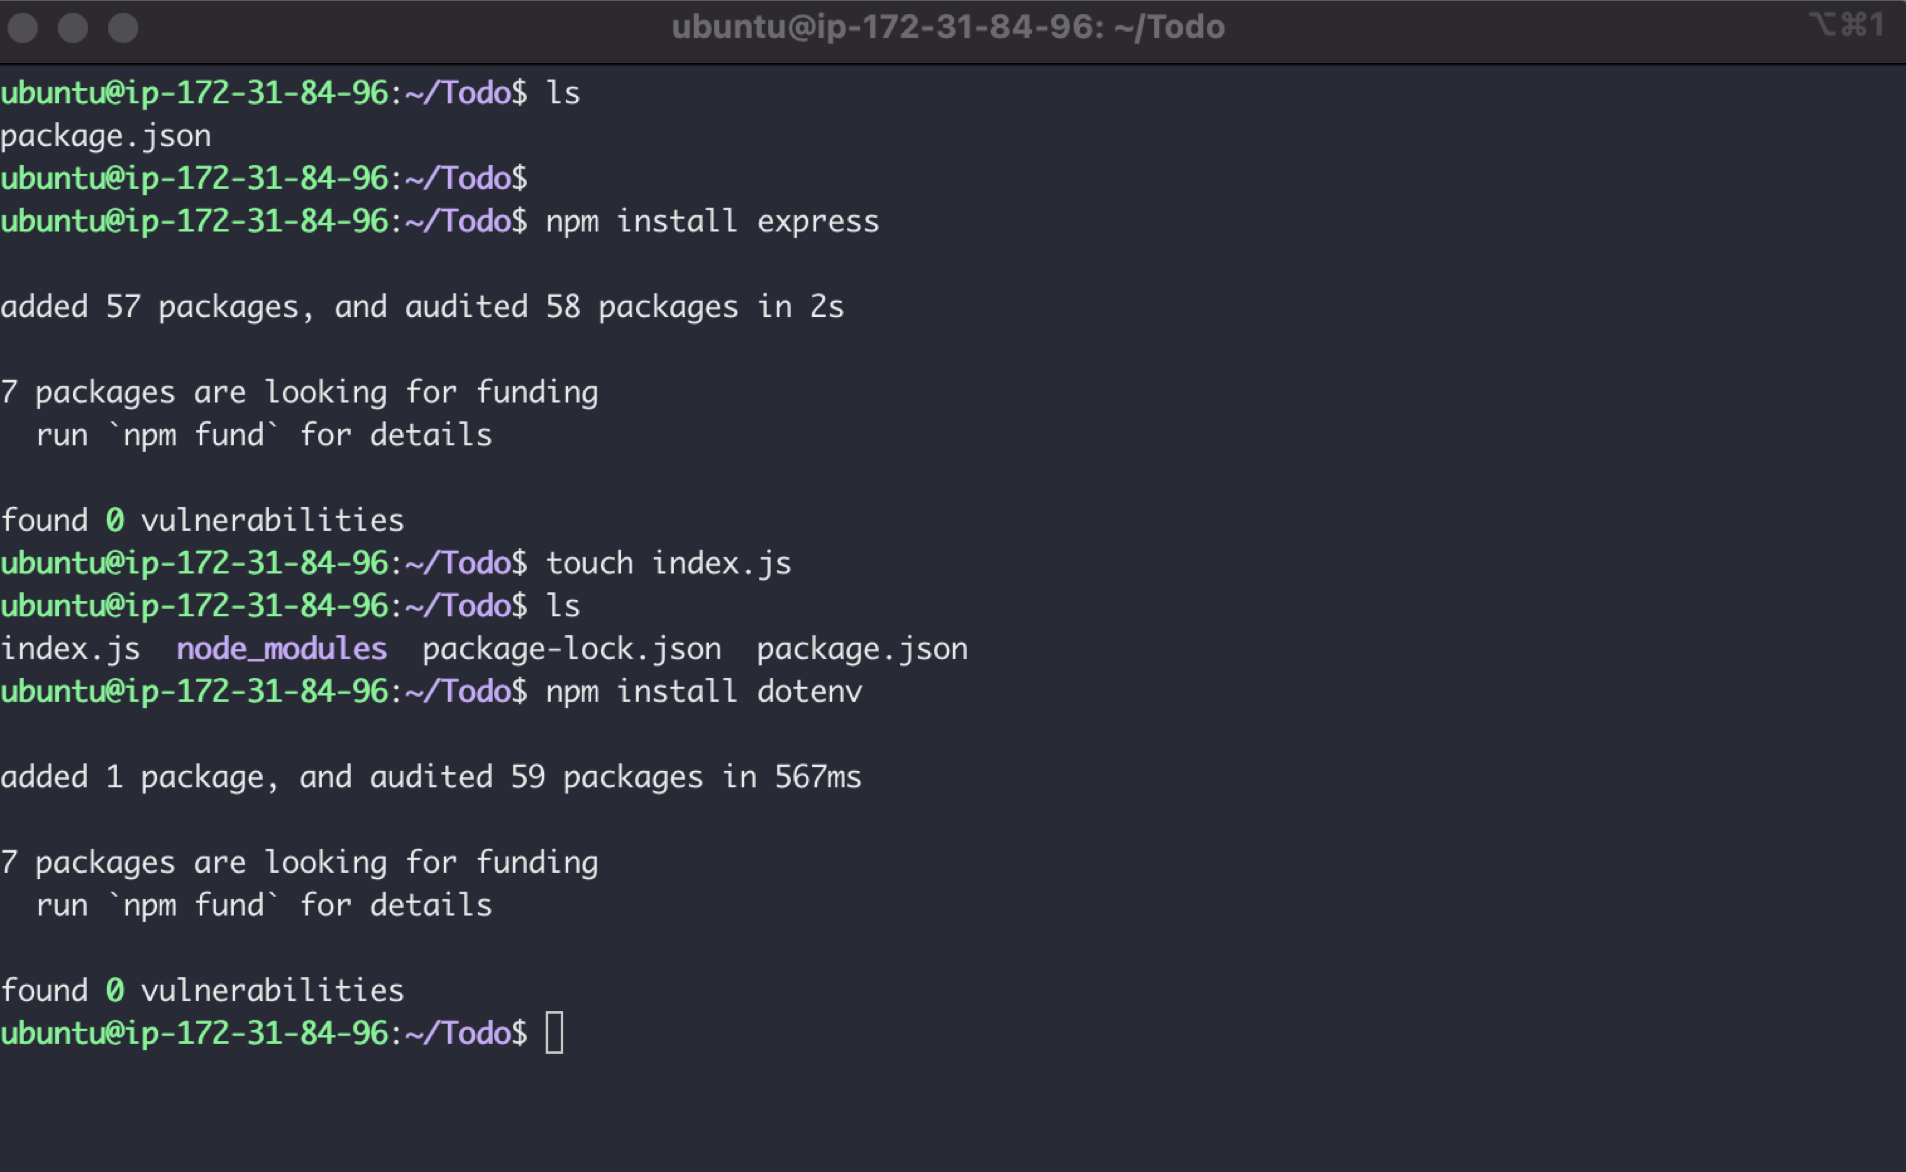 ubuntu@ip-172-31-84-96: ~/Todo ⌥⌘1
ubuntu@ip-172-31-84-96:~/Todo$ ls
package.json
ubuntu@ip-172-31-84-96:~/Todo$
ubuntu@ip-172-31-84-96:~/Todo$ npm install express
added 57 packages, and audited 58 packages in 2s
7 packages are looking for funding
  run `npm fund` for details
found 0 vulnerabilities
ubuntu@ip-172-31-84-96:~/Todo$ touch index.js
ubuntu@ip-172-31-84-96:~/Todo$ ls
index.js  node_modules  package-lock.json  package.json
ubuntu@ip-172-31-84-96:~/Todo$ npm install dotenv
added 1 package, and audited 59 packages in 567ms
7 packages are looking for funding
  run `npm fund` for details
found 0 vulnerabilities
ubuntu@ip-172-31-84-96:~/Todo$